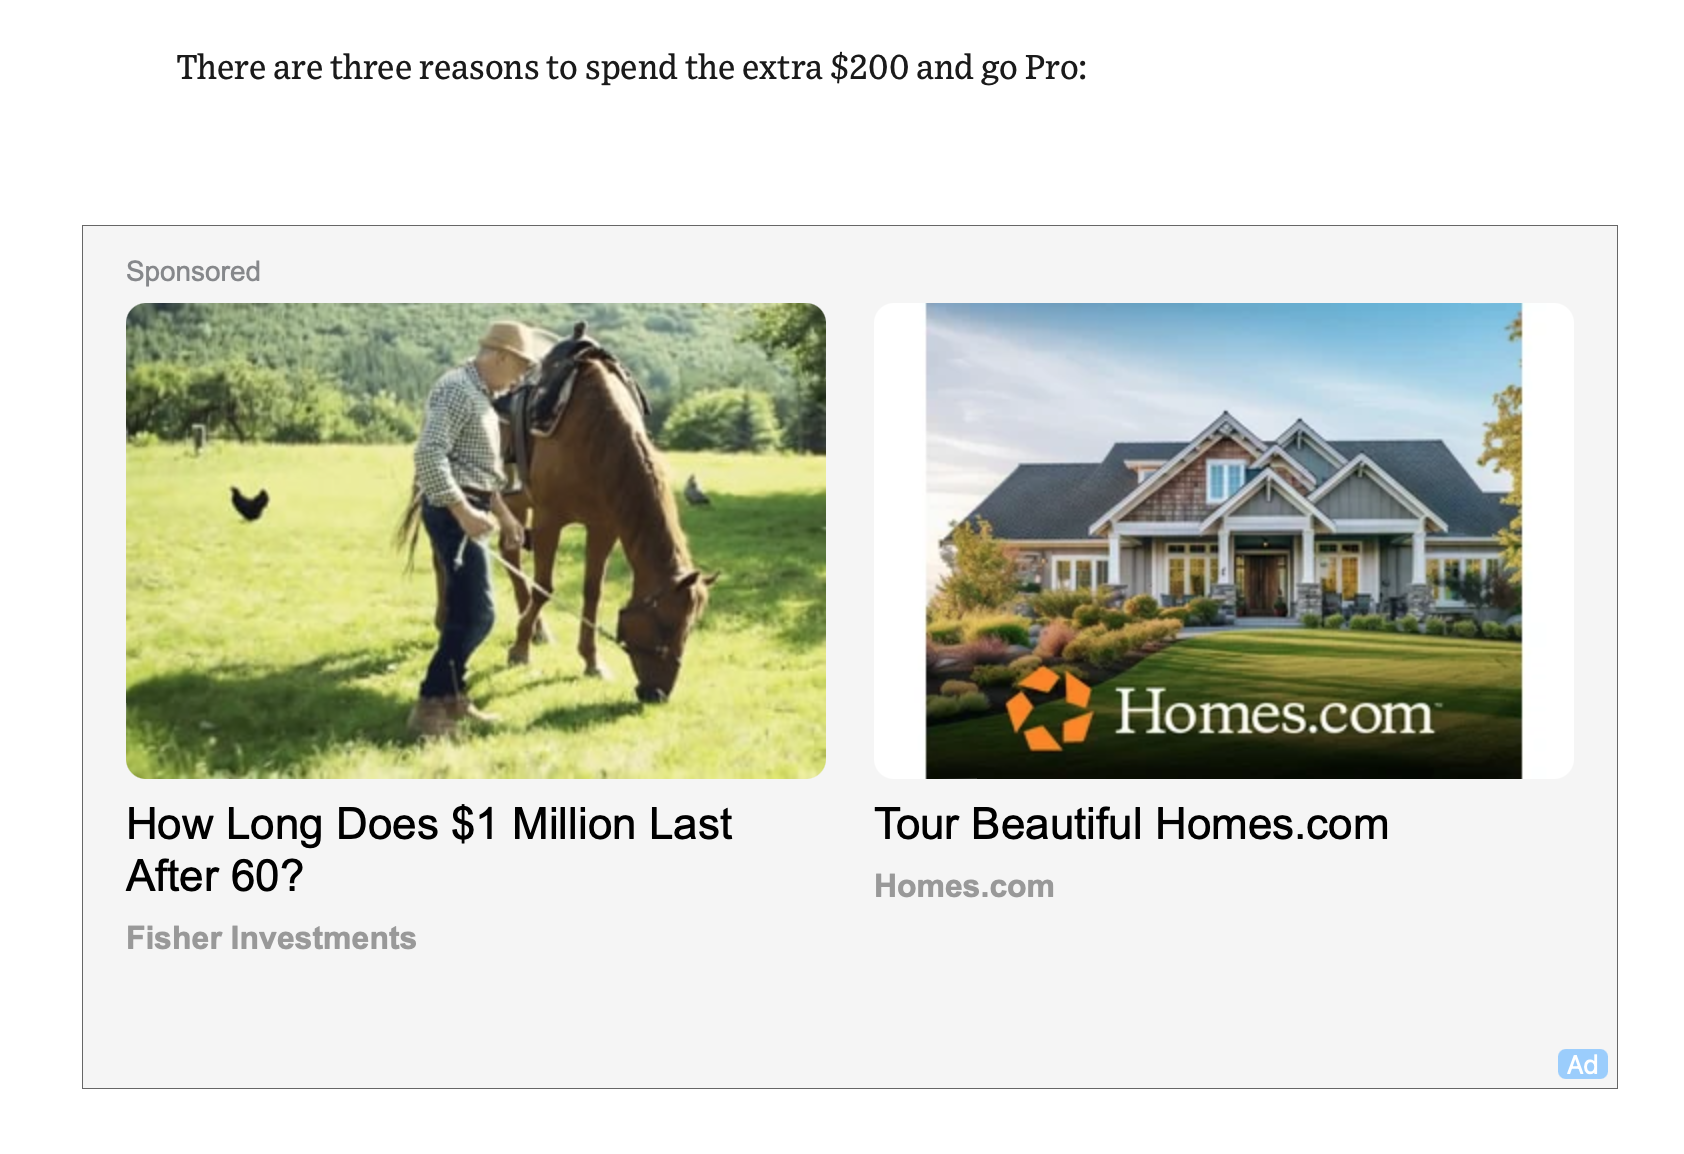 There are three reasons to spend the extra $200 and go Pro:
Sponsored
Homes.com™
How Long Does $1 Million Last
After 60?
Fisher Investments
Tour Beautiful Homes.com
Homes.com
Ad